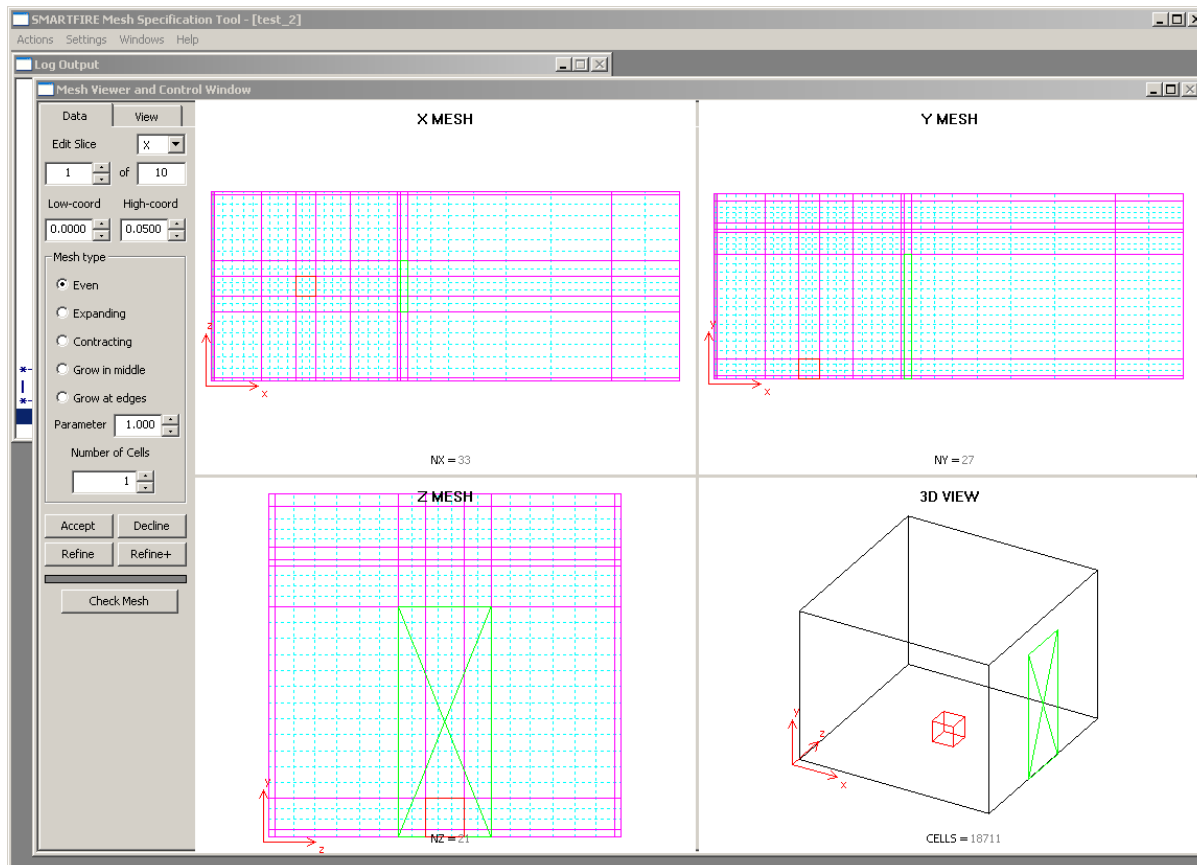 SMARTFIRE Mesh Specification Tool - [test_2]
Actions Settings Windows Help
Log Output
Mesh Viewer and Control Window
Data View
Edit Slice X
1 of 10
Low-coord High-coord
0.0000 0.0500
Mesh type
Even
Expanding
Contracting
Grow in middle
Grow at edges
Parameter 1.000
Number of Cells
1
Accept Decline
Refine Refine+
Check Mesh
X MESH
z
x
NX = 33
Y MESH
y
x
NY = 27
Z MESH
y
z
NZ = 21
3D VIEW
y
z
x
CELLS = 18711